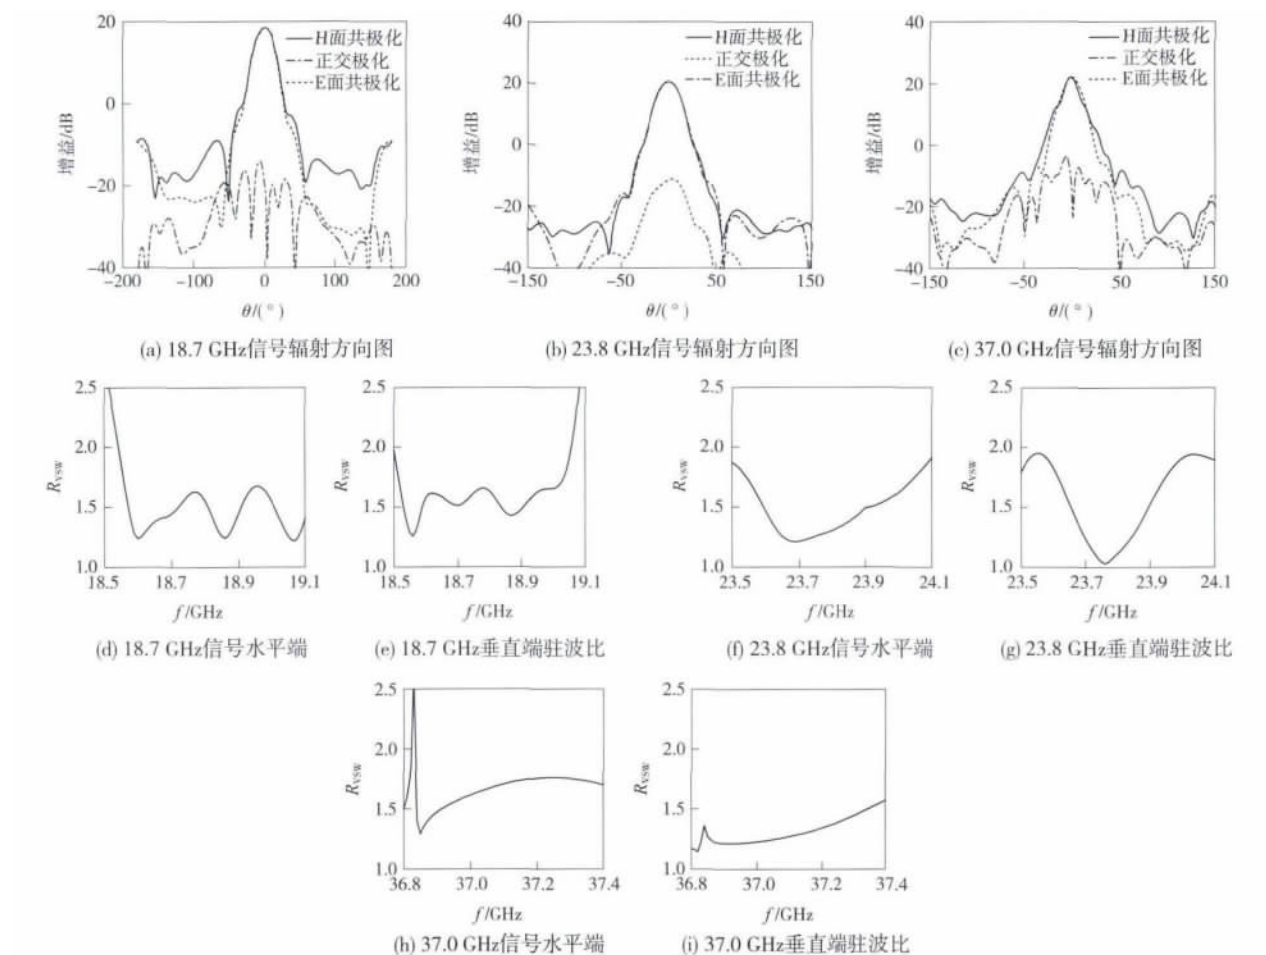 20
0
−20
−40
增益/dB
H面共极化
正交极化
E面共极化
−200
−100
0
100
200
θ/(°)
(a) 18.7 GHz信号辐射方向图
40
20
0
−20
−40
增益/dB
H面共极化
正交极化
E面共极化
−150
−50
50
150
θ/(°)
(b) 23.8 GHz信号辐射方向图
40
20
0
−20
−40
增益/dB
H面共极化
正交极化
E面共极化
−150
−50
50
150
θ/(°)
(c) 37.0 GHz信号辐射方向图
2.5
2.0
1.5
1.0
RVSW
18.5
18.7
18.9
19.1
f/GHz
(d) 18.7 GHz信号水平端
2.5
2.0
1.5
1.0
RVSW
18.5
18.7
18.9
19.1
f/GHz
(e) 18.7 GHz垂直端驻波比
2.5
2.0
1.5
1.0
RVSW
23.5
23.7
23.9
24.1
f/GHz
(f) 23.8 GHz信号水平端
2.5
2.0
1.5
1.0
RVSW
23.5
23.7
23.9
24.1
f/GHz
(g) 23.8 GHz垂直端驻波比
2.5
2.0
1.5
1.0
RVSW
36.8
37.0
37.2
37.4
f/GHz
(h) 37.0 GHz信号水平端
2.5
2.0
1.5
1.0
RVSW
36.8
37.0
37.2
37.4
f/GHz
(i) 37.0 GHz垂直端驻波比